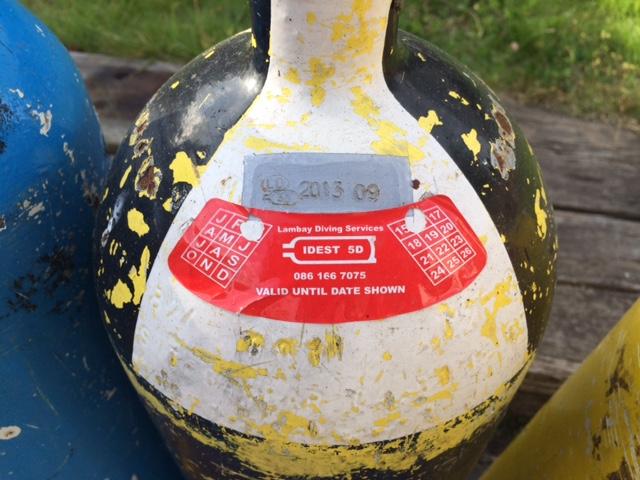 2013 09
Lambay Diving Services
IDEST 5D
086 166 7075
VALID UNTIL DATE SHOWN
J F
A M J
J A S
O N D
15 17
18 19 20
21 22 23
24 25 26